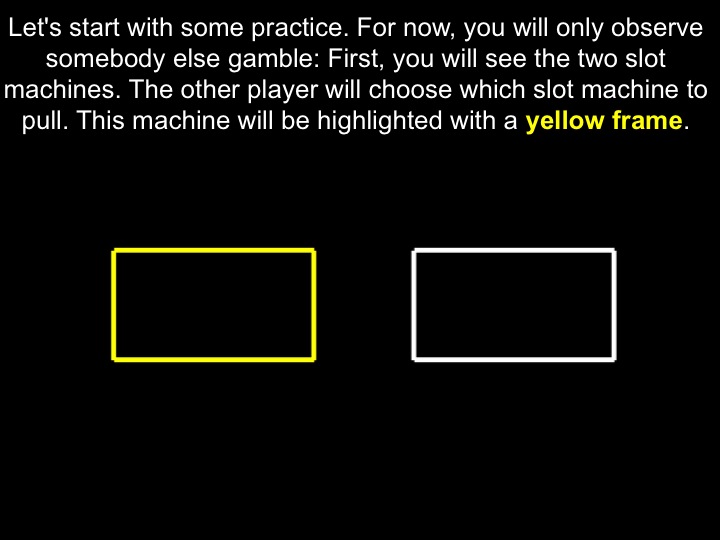 Let's start with some practice. For now, you will only observe
somebody else gamble: First, you will see the two slot
machines. The other player will choose which slot machine to
pull. This machine will be highlighted with a yellow frame.